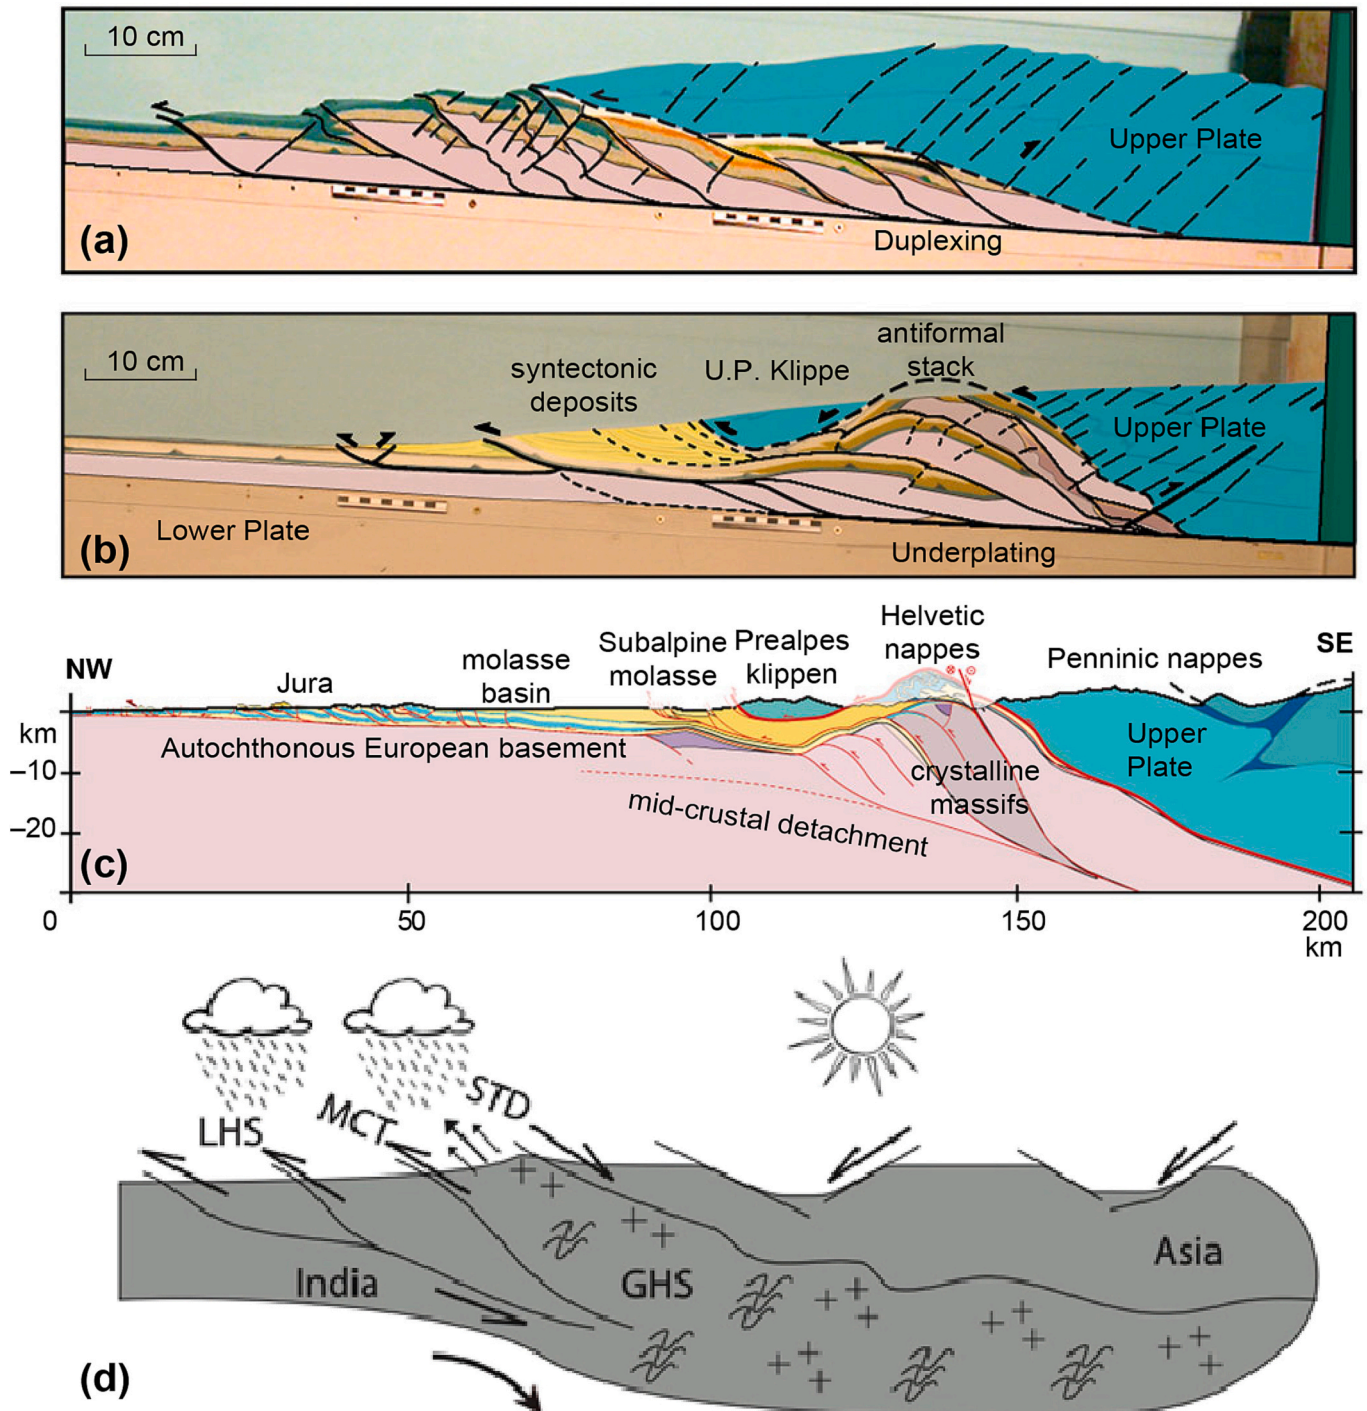 10 cm
Upper Plate
(a)
Duplexing
10 cm
syntectonic
deposits
U.P. Klippe
antiformal
stack
Upper Plate
Lower Plate
(b)
Underplating
NW
Jura
molasse
basin
Subalpine
molasse
Prealpes
klippen
Helvetic
nappes
Penninic nappes
SE
km
Autochthonous European basement
Upper
Plate
–10
crystalline
massifs
mid-crustal detachment
–20
(c)
0
50
100
150
200
km
LHS
MCT
STD
India
GHS
Asia
(d)